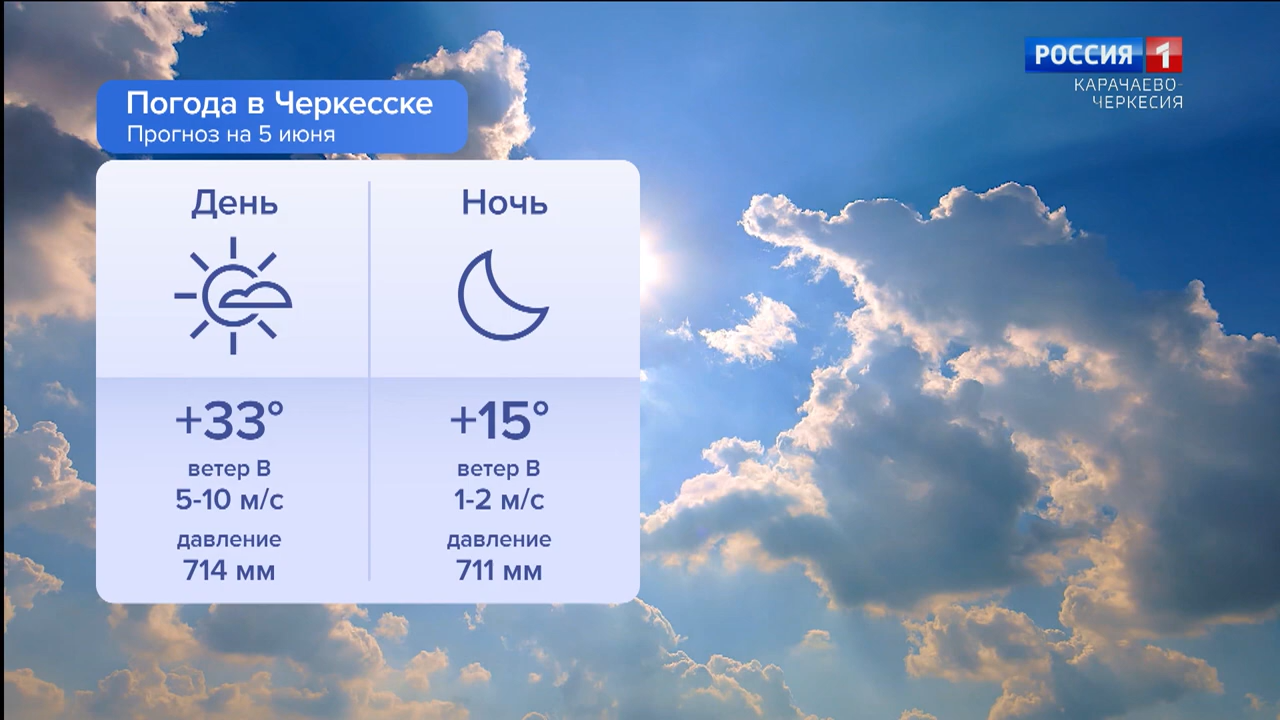 РОССИЯ 1
КАРАЧАЕВО-
ЧЕРКЕСИЯ
Погода в Черкесске
Прогноз на 5 июня
День
Ночь
+33°
+15°
ветер В
ветер В
5-10 м/с
1-2 м/с
давление
давление
714 мм
711 мм